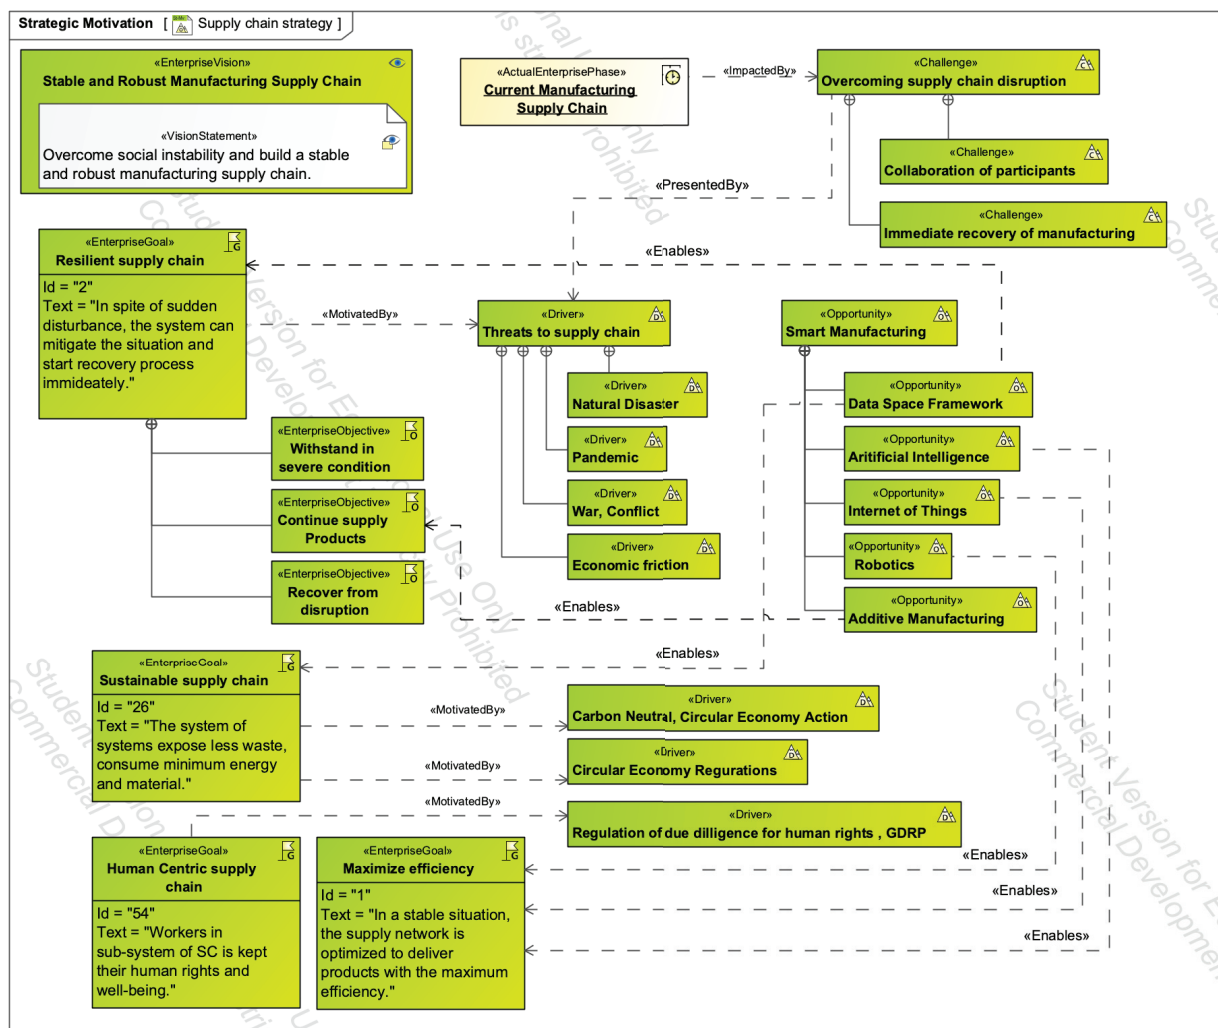 Strategic Motivation [ Supply chain strategy ]
«EnterpriseVision»
Stable and Robust Manufacturing Supply Chain
«VisionStatement»
Overcome social instability and build a stable
and robust manufacturing supply chain.
«ActualEnterprisePhase»
Current Manufacturing
Supply Chain
«ImpactedBy»
«Challenge»
Overcoming supply chain disruption
C
«Challenge»
Collaboration of participants
C
«Challenge»
Immediate recovery of manufacturing
C
«PresentedBy»
«Enables»
«EnterpriseGoal»
G
Resilient supply chain
Id = "2"
Text = "In spite of sudden
disturbance, the system can
mitigate the situation and
start recovery process
immideately."
«MotivatedBy»
«Driver»
D
Threats to supply chain
«Driver»
D
Natural Disaster
«Driver»
D
Pandemic
«Driver»
D
War, Conflict
«Driver»
D
Economic friction
«Opportunity»
O
Smart Manufacturing
«Opportunity»
O
Data Space Framework
«Opportunity»
O
Aritificial Intelligence
«Opportunity»
O
Internet of Things
«Opportunity»
O
Robotics
«Opportunity»
O
Additive Manufacturing
«EnterpriseObjective»
O
Withstand in
severe condition
«EnterpriseObjective»
O
Continue supply
Products
«EnterpriseObjective»
O
Recover from
disruption
«Enables»
«Enables»
«EnterpriseGoal»
G
Sustainable supply chain
Id = "26"
Text = "The system of
systems expose less waste,
consume minimum energy
and material."
«MotivatedBy»
«Driver»
D
Carbon Neutral, Circular Economy Action
«MotivatedBy»
«Driver»
D
Circular Economy Regurations
«MotivatedBy»
«Driver»
D
Regulation of due dilligence for human rights , GDRP
«EnterpriseGoal»
G
Human Centric supply
chain
Id = "54"
Text = "Workers in
sub-system of SC is kept
their human rights and
well-being."
«EnterpriseGoal»
G
Maximize efficiency
Id = "1"
Text = "In a stable situation,
the supply network is
optimized to deliver
products with the maximum
efficiency."
«Enables»
«Enables»
«Enables»
Student Version for
Commercial Development